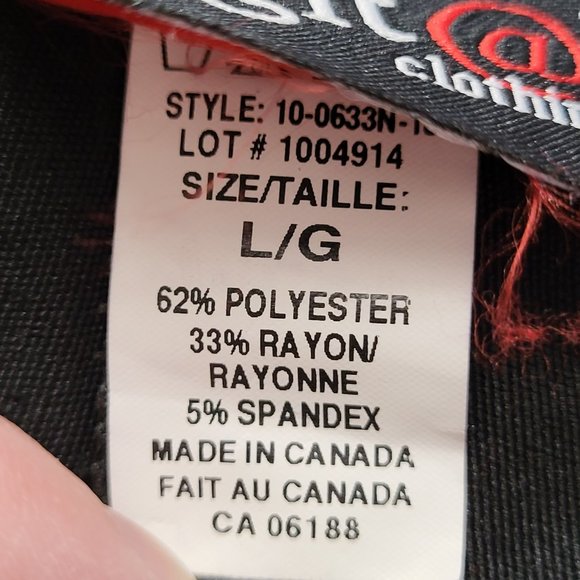 @
clothin
STYLE: 10-0633N-1
LOT # 1004914
SIZE/TAILLE:
L/G
62% POLYESTER
33% RAYON/
RAYONNE
5% SPANDEX
MADE IN CANADA
FAIT AU CANADA
CA 06188